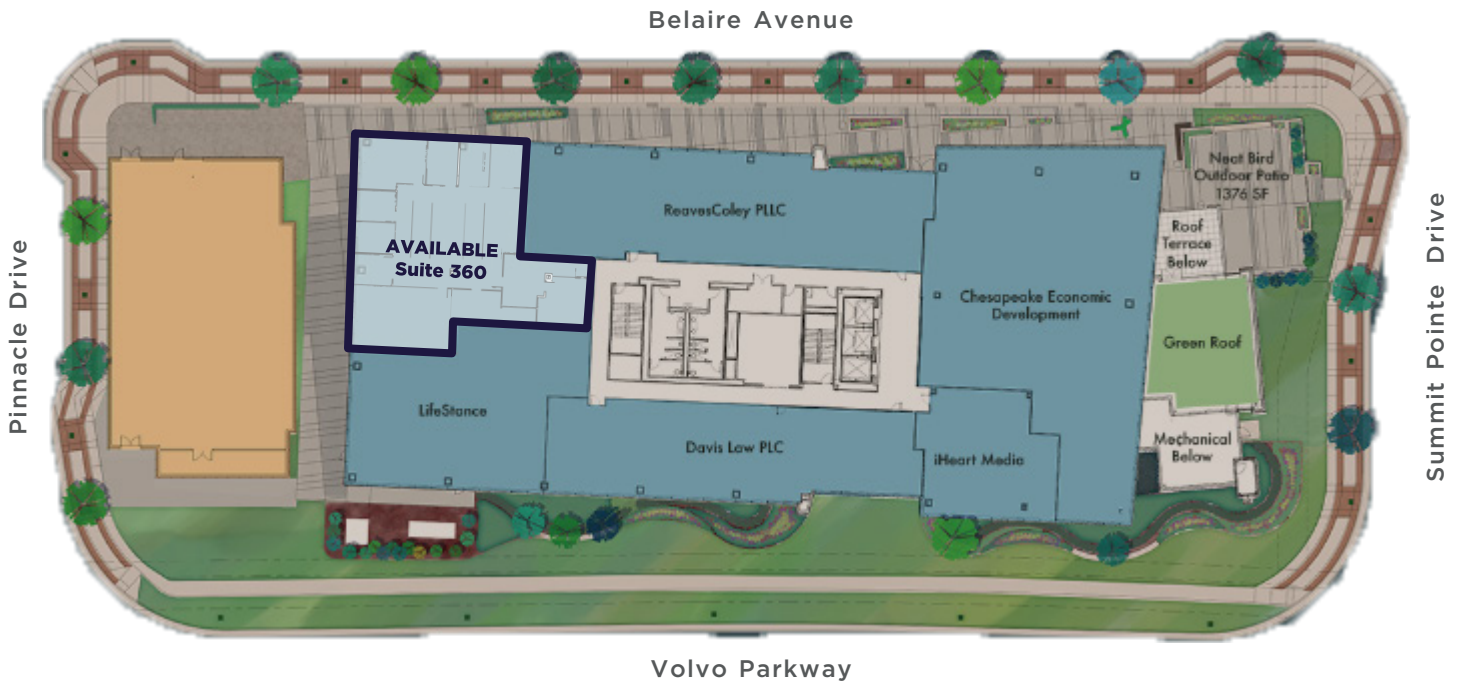 Belaire Avenue
Pinnacle Drive
Summit Pointe Drive
Neat Bird
Outdoor Patio
1376 SF
ReavesColey PLLC
Roof
Terrace
Below
AVAILABLE
Suite 360
Chesapeake Economic
Development
Green Roof
LifeStance
Davis Law PLC
iHeart Media
Mechanical
Below
Volvo Parkway